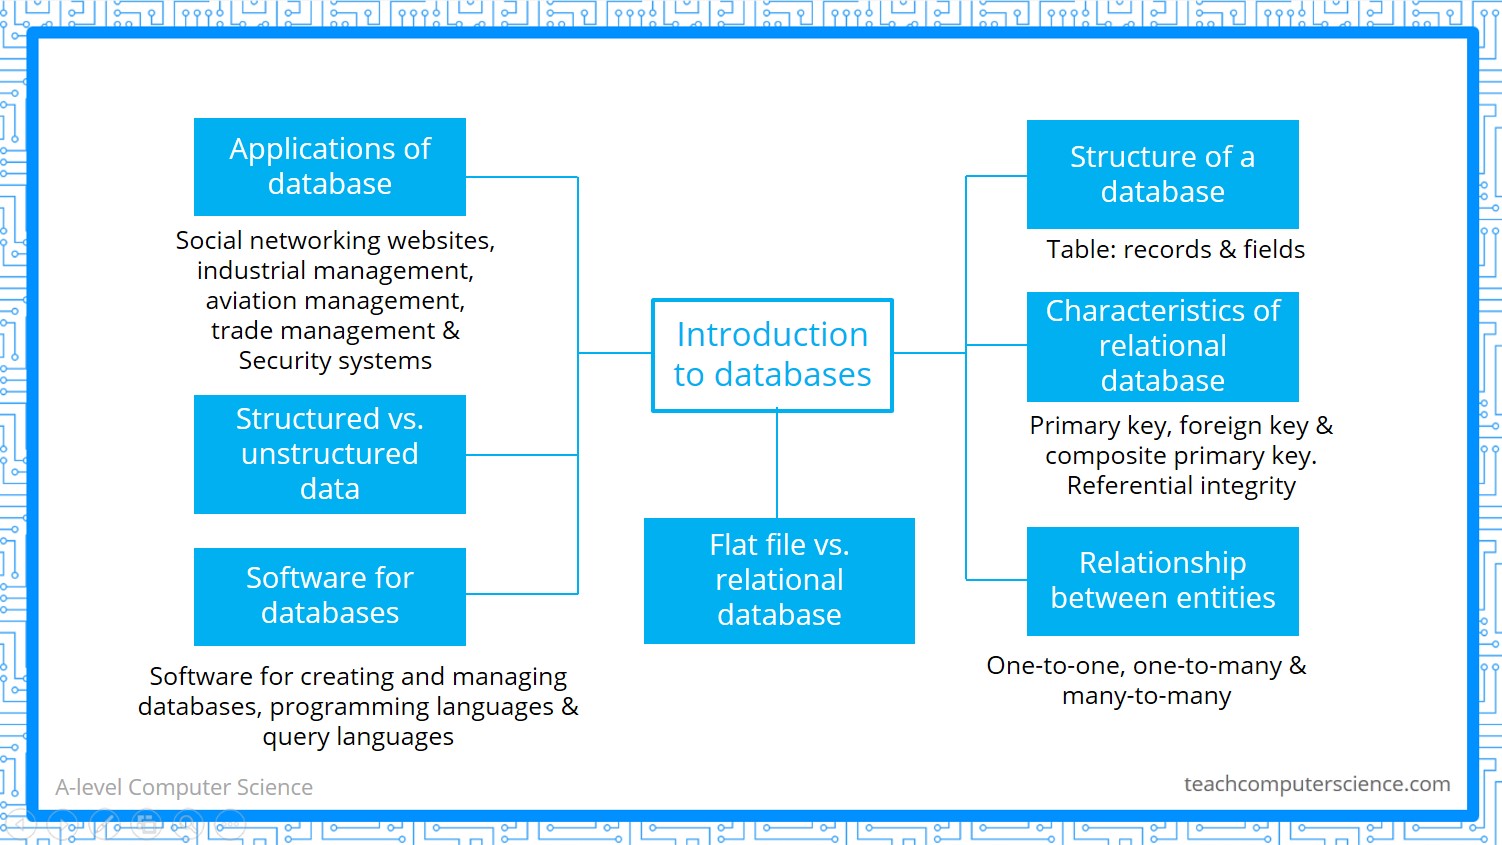 Applications of
database
Social networking websites,
industrial management,
aviation management,
trade management &
Security systems
Structured vs.
unstructured
data
Software for
databases
Software for creating and managing
databases, programming languages &
query languages
Introduction
to databases
Flat file vs.
relational
database
Structure of a
database
Table: records & fields
Characteristics of
relational
database
Primary key, foreign key &
composite primary key.
Referential integrity
Relationship
between entities
One-to-one, one-to-many &
many-to-many
A-level Computer Science
teachcomputerscience.com